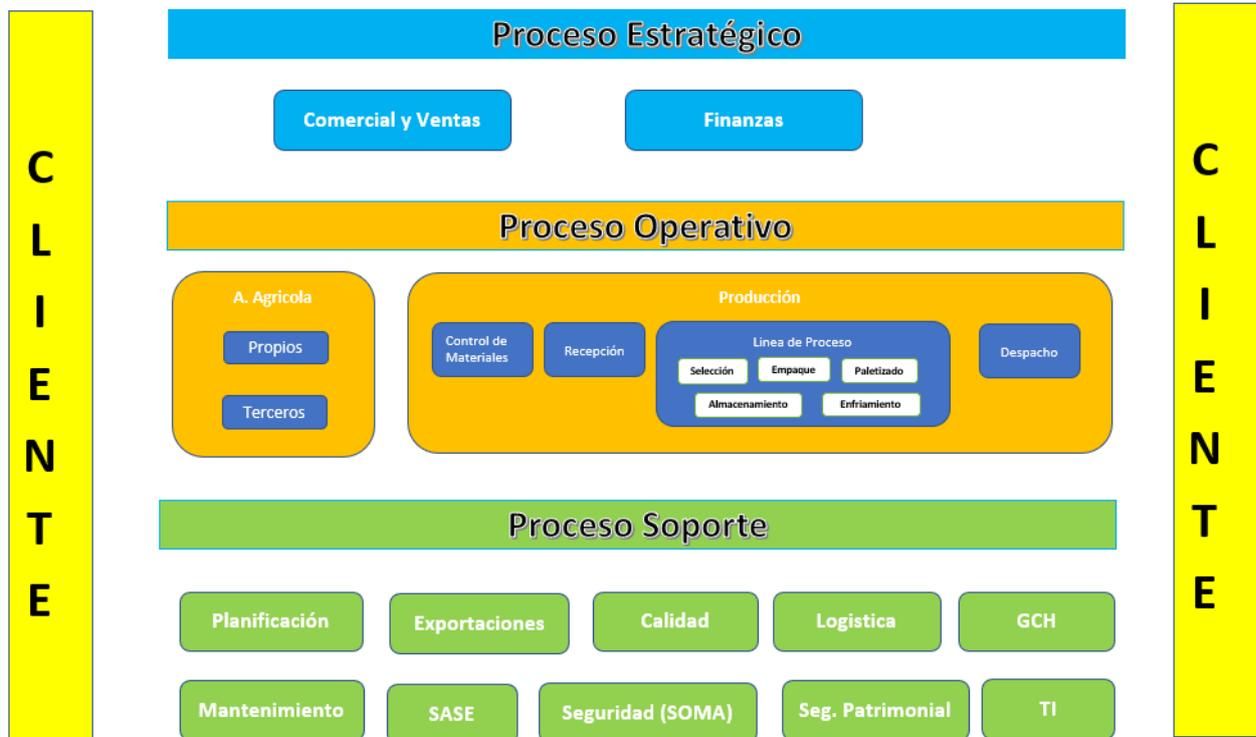 CLIENTE
Proceso Estratégico
Comercial y Ventas
Finanzas
Proceso Operativo
A. Agricola
Propios
Terceros
Producción
Control de
Materiales
Recepción
Linea de Proceso
Selección
Empaque
Paletizado
Almacenamiento
Enfriamiento
Despacho
Proceso Soporte
Planificación
Exportaciones
Calidad
Logistica
GCH
Mantenimiento
SASE
Seguridad (SOMA)
Seg. Patrimonial
TI
CLIENTE